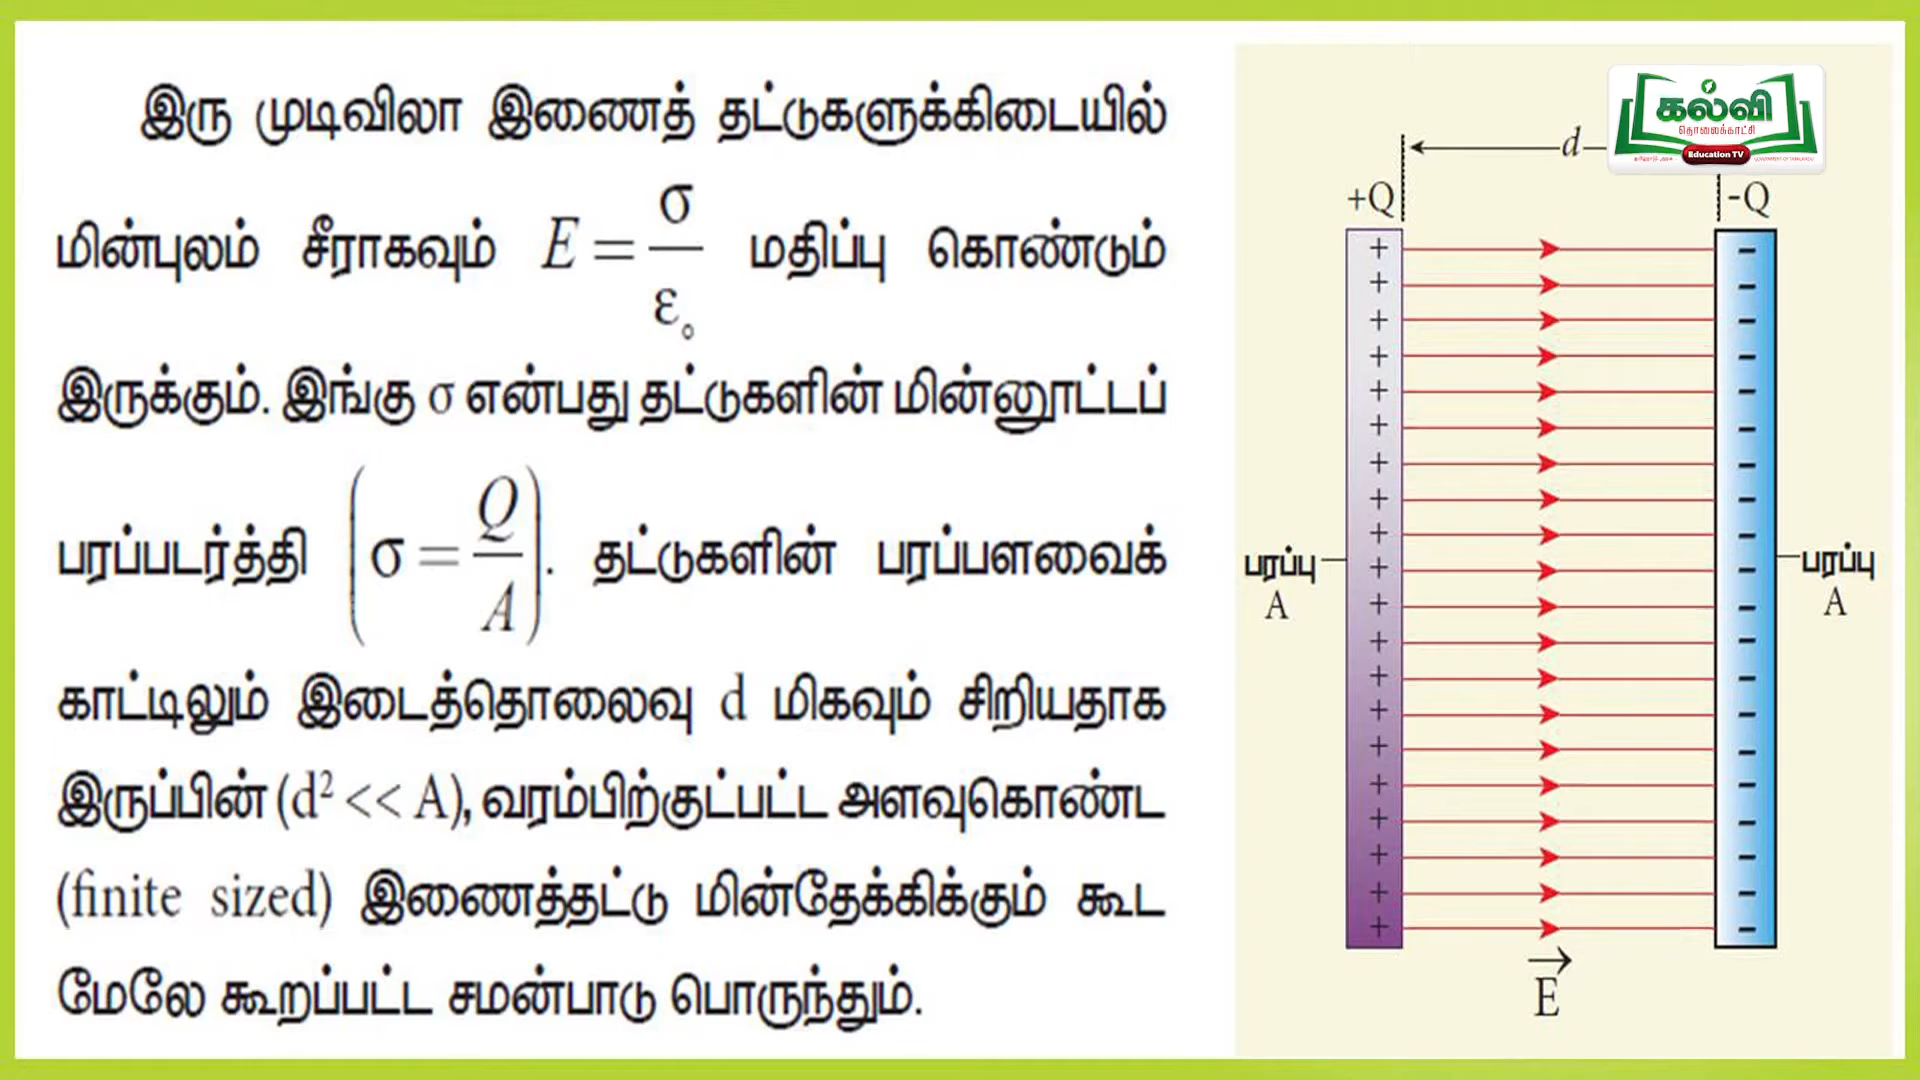 இரு முடிவிலா இணைத் தட்டுகளுக்கிடையில்
மின்புலம் சீராகவும் E = σ/ε₀ மதிப்பு கொண்டும்
இருக்கும். இங்கு σ என்பது தட்டுகளின் மின்னூட்டப்
பரப்படர்த்தி (σ = Q/A). தட்டுகளின் பரப்பளவைக்
காட்டிலும் இடைத்தொலைவு d மிகவும் சிறியதாக
இருப்பின் (d² << A), வரம்பிற்குட்பட்ட அளவுகொண்ட
(finite sized) இணைத்தட்டு மின்தேக்கிக்கும் கூட
மேலே கூறப்பட்ட சமன்பாடு பொருந்தும்.
கல்வி
தொலைக்காட்சி
Education TV
d
+Q
-Q
பரப்பு
A
பரப்பு
A
E